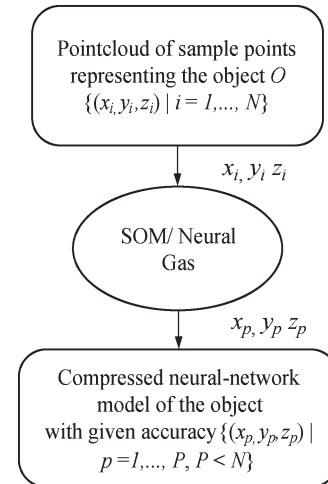 Pointcloud of sample points
representing the object O
{(xi,yi,zi) | i = 1,..., N}
xi, yi zi
SOM/ Neural
Gas
xp, yp zp
Compressed neural-network
model of the object
with given accuracy {(xp,yp,zp) |
p =1,..., P, P < N}